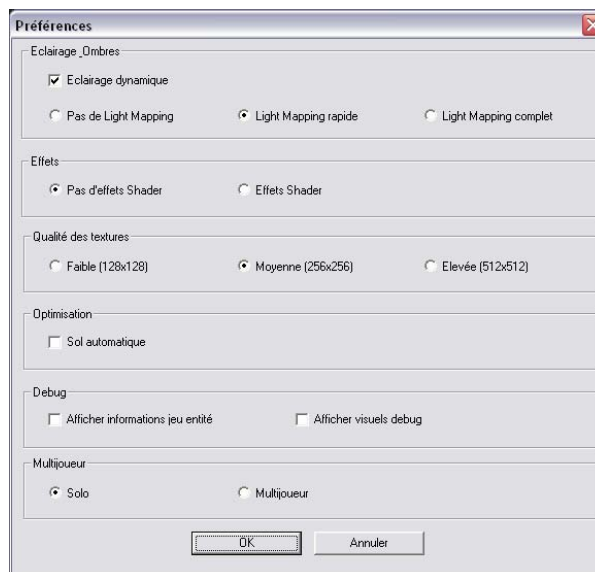 Préférences
Eclairage_Ombres
Eclairage dynamique
Pas de Light Mapping Light Mapping rapide Light Mapping complet
Effets
Pas d'effets Shader Effets Shader
Qualité des textures
Faible (128x128) Moyenne (256x256) Elevée (512x512)
Optimisation
Sol automatique
Debug
Afficher informations jeu entité Afficher visuels debug
Multijoueur
Solo Multijoueur
OK Annuler